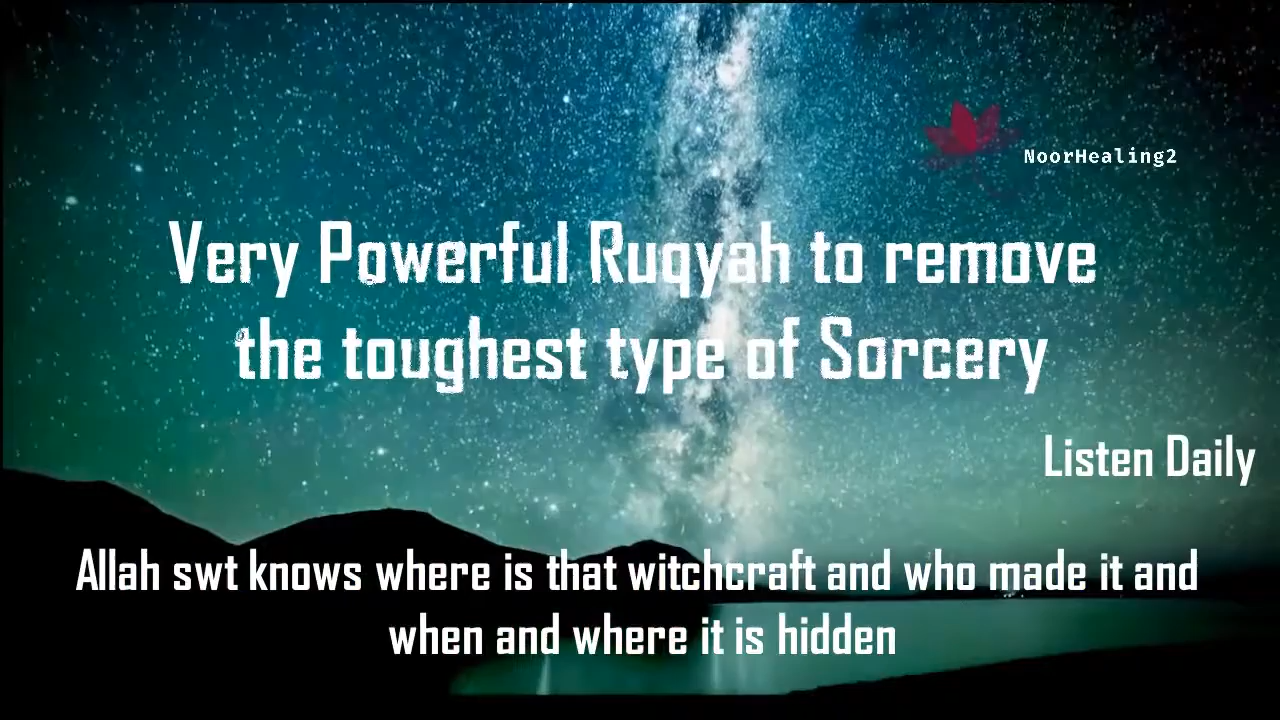 NoorHealing2
Very Powerful Ruqyah to remove
the toughest type of Sorcery
Listen Daily
Allah swt knows where is that witchcraft and who made it and
when and where it is hidden